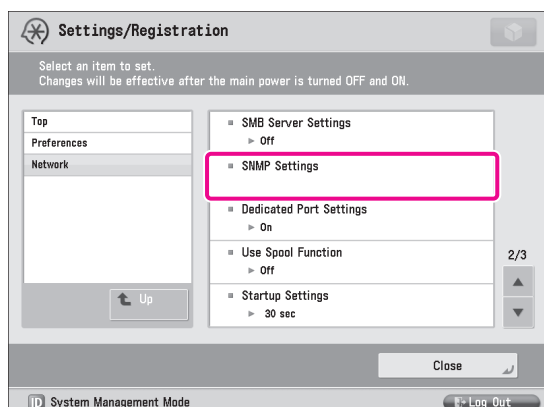 Settings/Registration
Select an item to set.
Changes will be effective after the main power is turned OFF and ON.
Top
Preferences
Network
Up
SMB Server Settings
Off
SNMP Settings
Dedicated Port Settings
On
Use Spool Function
Off
Startup Settings
30 sec
2/3
Close
ID System Management Mode
Log Out